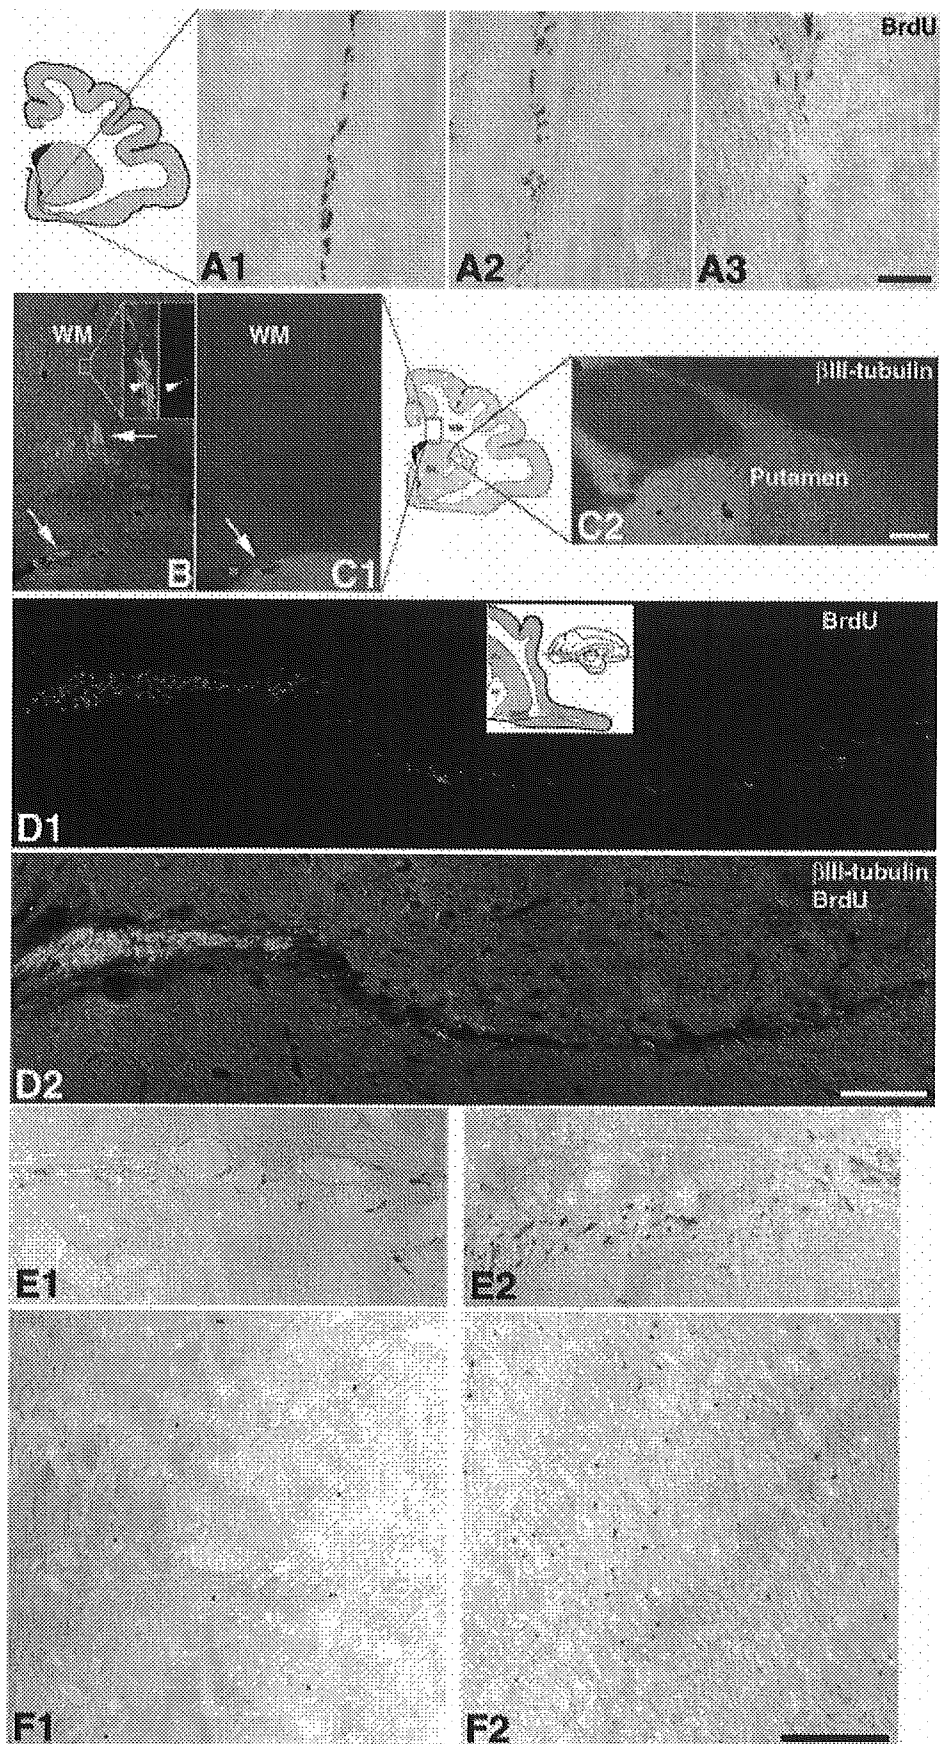 BrdU
A1
A2
A3
WM
WM
B
C1
βIII-tubulin
Putamen
C2
BrdU
D1
βIII-tubulin
BrdU
D2
E1
E2
F1
F2